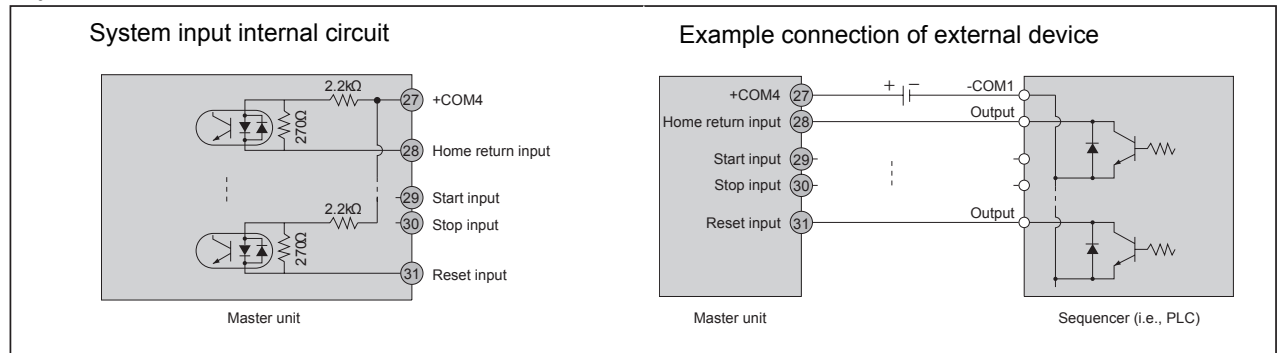 System input internal circuit
2.2kΩ
270Ω
27 +COM4
28 Home return input
29 Start input
2.2kΩ
30 Stop input
270Ω
31 Reset input
Master unit
Example connection of external device
+COM4 27
+ −
-COM1
Home return input 28
Output
Start input 29
Stop input 30
Reset input 31
Output
Master unit
Sequencer (i.e., PLC)